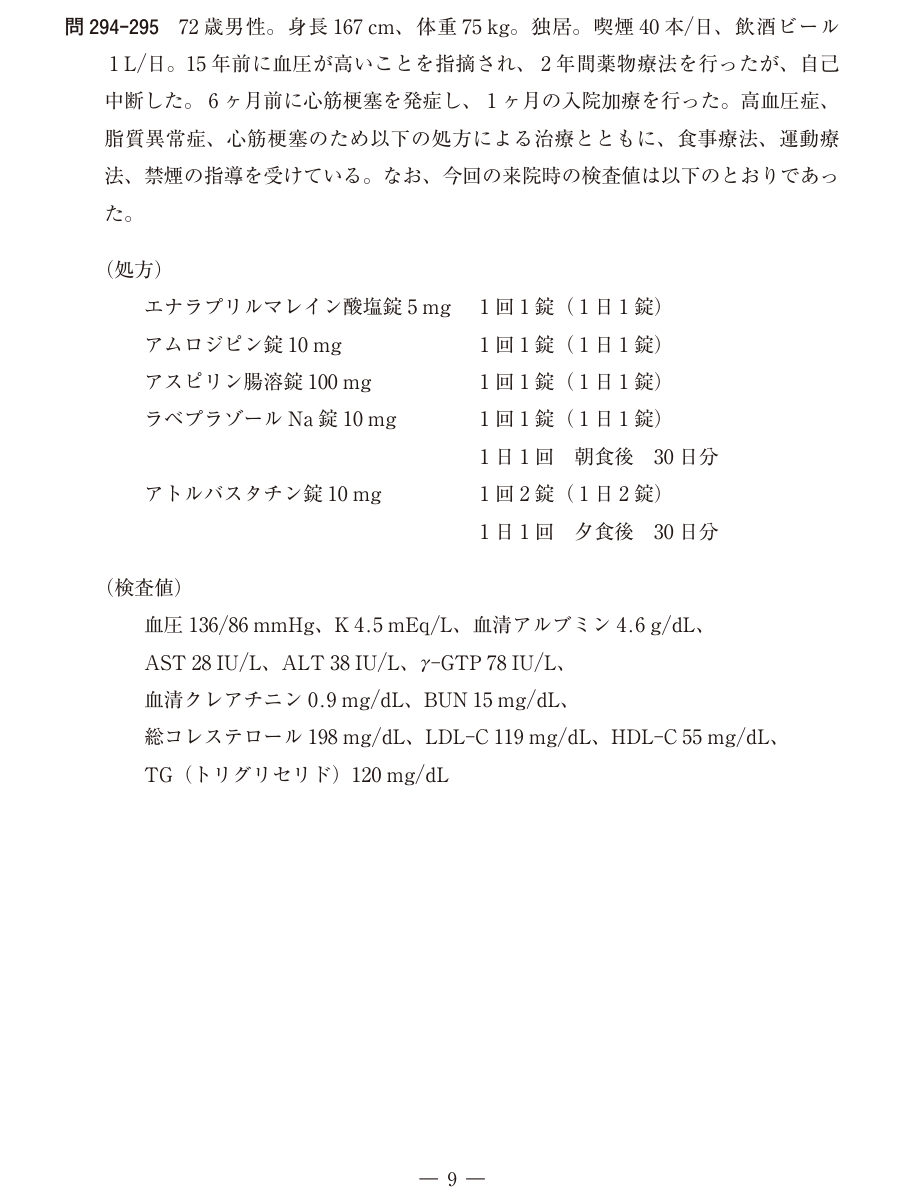 問 294-295　72 歳男性。身長 167 cm、体重 75 kg。独居。喫煙 40 本/日、飲酒ビール
１L/日。15 年前に血圧が高いことを指摘され、２年間薬物療法を行ったが、自己
中断した。６ヶ月前に心筋梗塞を発症し、１ヶ月の入院加療を行った。高血圧症、
脂質異常症、心筋梗塞のため以下の処方による治療とともに、食事療法、運動療
法、禁煙の指導を受けている。なお、今回の来院時の検査値は以下のとおりであっ
た。
（処方）
エナラプリルマレイン酸塩錠 5 mg　１回１錠（１日１錠）
アムロジピン錠 10 mg　１回１錠（１日１錠）
アスピリン腸溶錠 100 mg　１回１錠（１日１錠）
ラベプラゾール Na 錠 10 mg　１回１錠（１日１錠）
１日１回　朝食後　30 日分
アトルバスタチン錠 10 mg　１回２錠（１日２錠）
１日１回　夕食後　30 日分
（検査値）
血圧 136/86 mmHg、K 4.5 mEq/L、血清アルブミン 4.6 g/dL、
AST 28 IU/L、ALT 38 IU/L、γ-GTP 78 IU/L、
血清クレアチニン 0.9 mg/dL、BUN 15 mg/dL、
総コレステロール 198 mg/dL、LDL-C 119 mg/dL、HDL-C 55 mg/dL、
TG（トリグリセリド）120 mg/dL
— 9 —